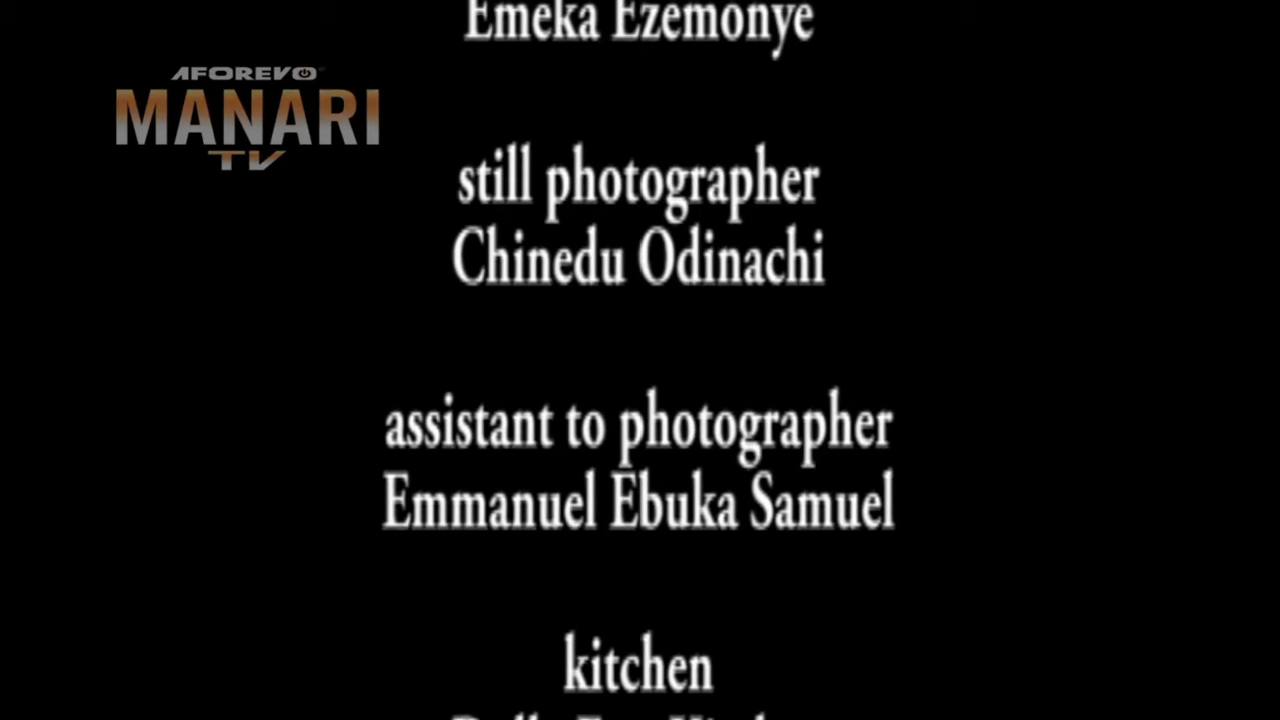 Emeka Ezemonye
AFOREVO
MANARI
TV
still photographer
Chinedu Odinachi
assistant to photographer
Emmanuel Ebuka Samuel
kitchen